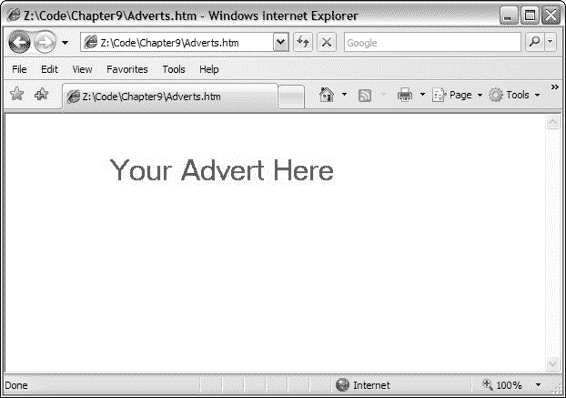 Z:\Code\Chapter9\Adverts.htm - Windows Internet Explorer
Z:\Code\Chapter9\Adverts.htm Google
File Edit View Favorites Tools Help
Z:\Code\Chapter9\Adverts.htm Page Tools »
Your Advert Here
Done Internet 100%